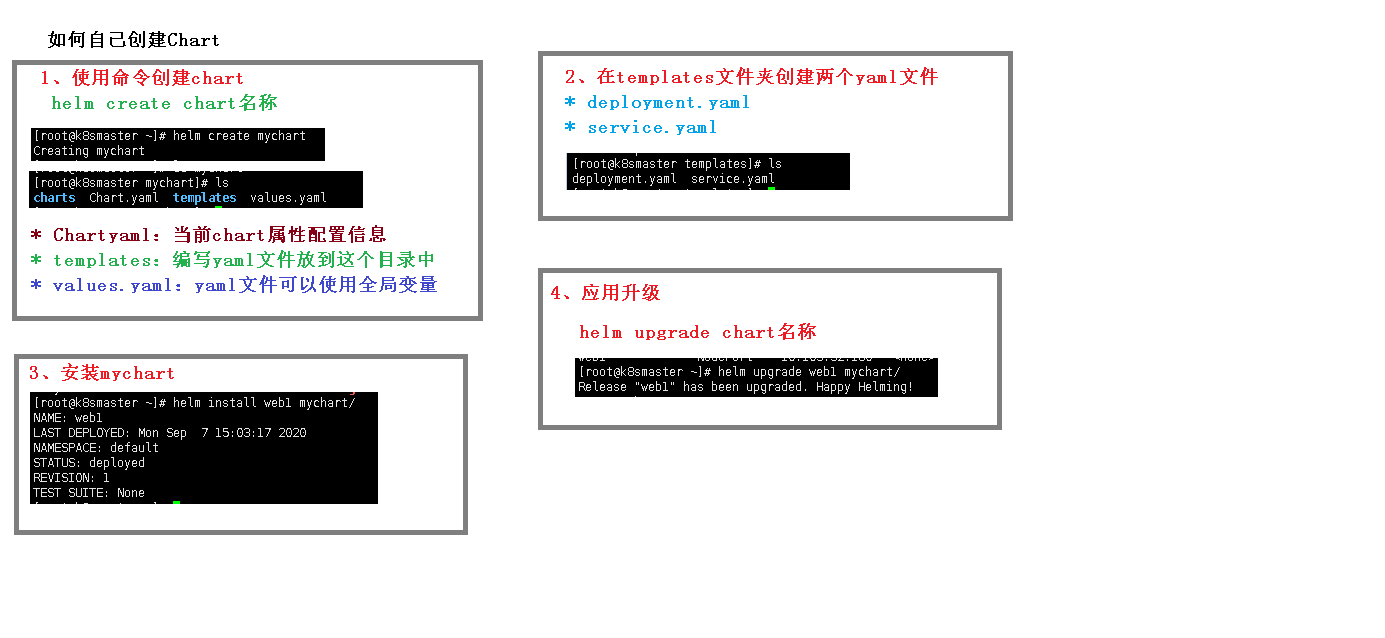 如何自己创建Chart
1、使用命令创建chart
helm create chart名称
[root@k8smaster ~]# helm create mychart
Creating mychart
[root@k8smaster mychart]# ls
charts  Chart.yaml  templates  values.yaml
* Chartyaml：当前chart属性配置信息
* templates：编写yaml文件放到这个目录中
* values.yaml：yaml文件可以使用全局变量
2、在templates文件夹创建两个yaml文件
* deployment.yaml
* service.yaml
[root@k8smaster templates]# ls
deployment.yaml  service.yaml
3、安装mychart
[root@k8smaster ~]# helm install web1 mychart/
NAME: web1
LAST DEPLOYED: Mon Sep  7 15:03:17 2020
NAMESPACE: default
STATUS: deployed
REVISION: 1
TEST SUITE: None
4、应用升级
helm upgrade chart名称
[root@k8smaster ~]# helm upgrade web1 mychart/
Release "web1" has been upgraded. Happy Helming!